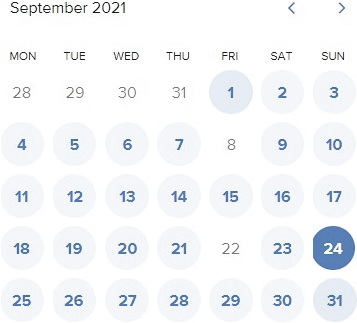 September 2021
MON TUE WED THU FRI SAT SUN
28 29 30 31 1 2 3
4 5 6 7 8 9 10
11 12 13 14 15 16 17
18 19 20 21 22 23 24
25 26 27 28 29 30 31